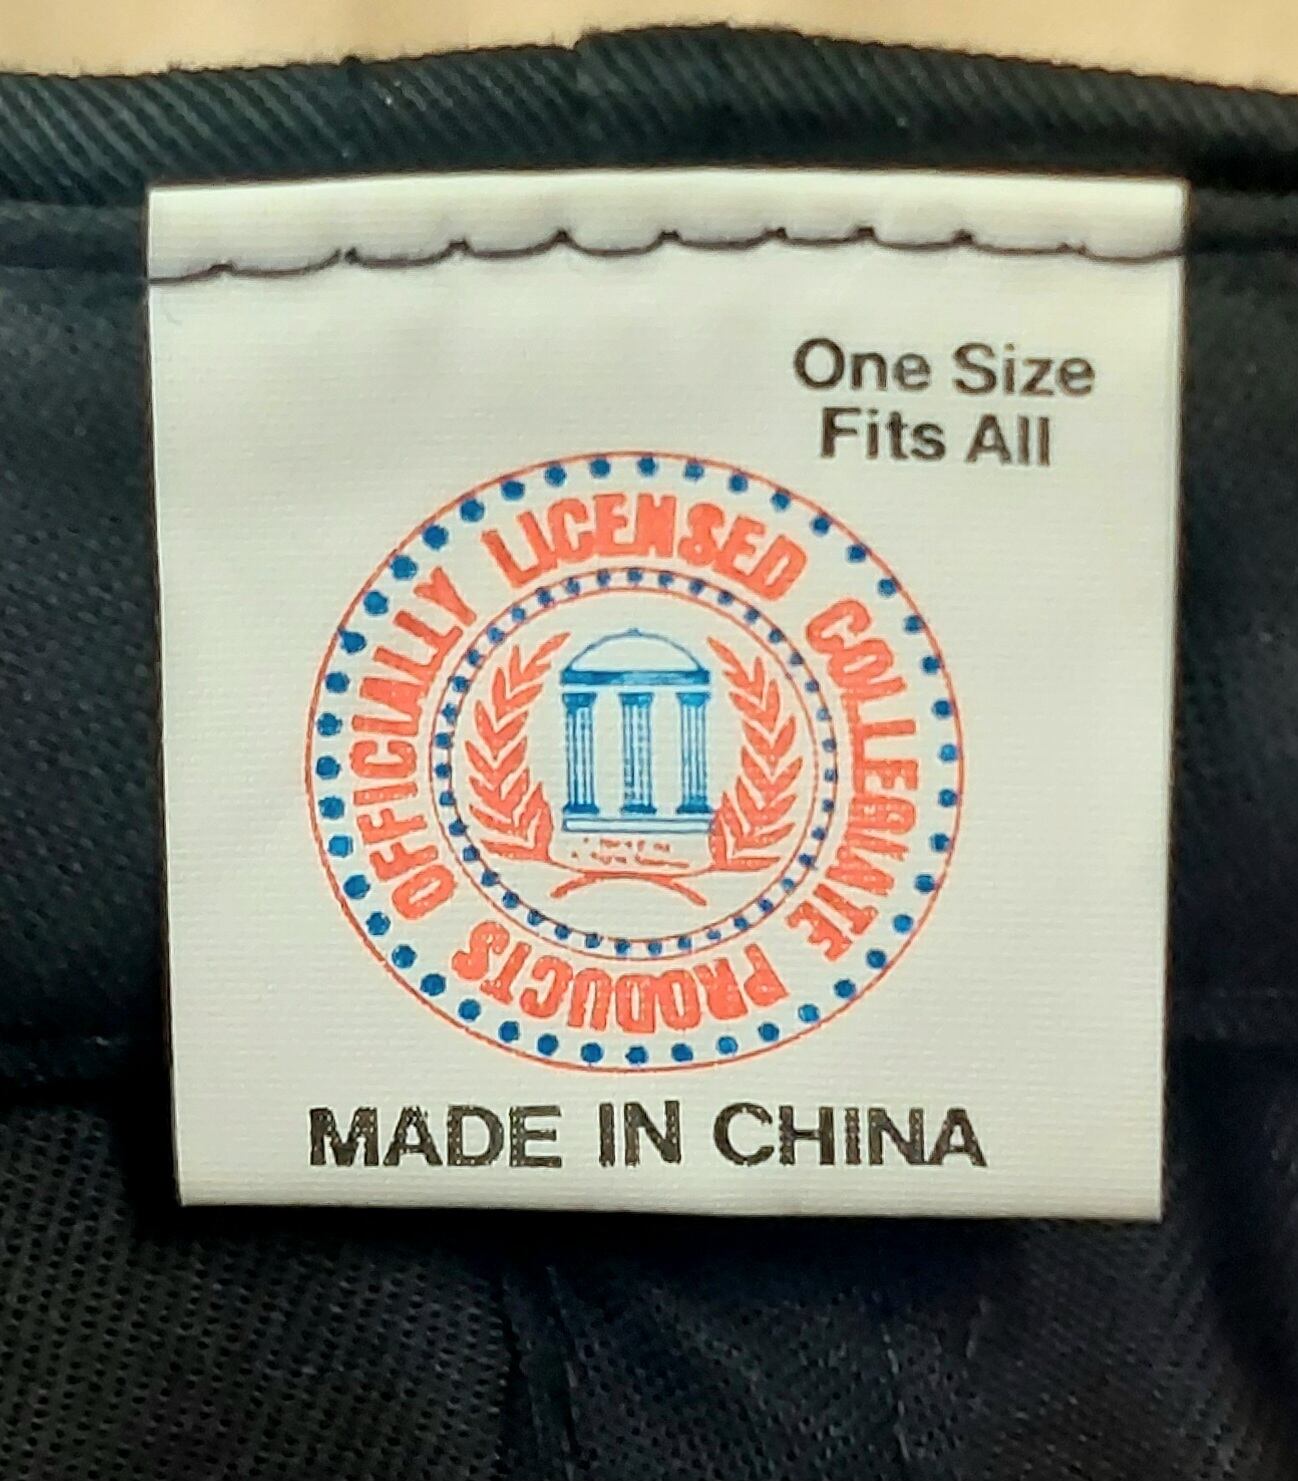 One Size
Fits All
OFFICIALLY LICENSED COLLEGIATE PRODUCTS
MADE IN CHINA